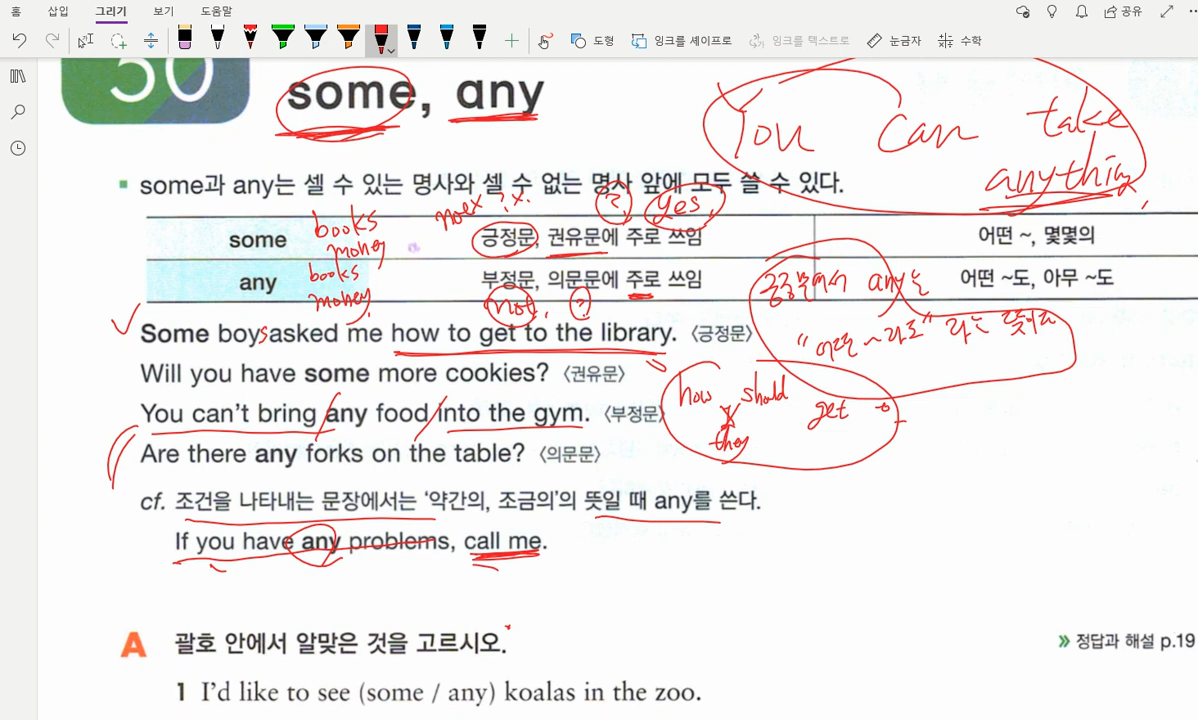 홈 삽입 그리기 보기 도움말
공유
도형 잉크를 셰이프로 잉크를 텍스트로 눈금자 수학
50 some, any
You can take
anything
some과 any는 셀 수 있는 명사와 셀 수 없는 명사 앞에 모두 쓸 수 있다.
books not x ?x. ? yes,
some money 긍정문, 권유문에 주로 쓰임 어떤 ~, 몇몇의
books
any money 부정문, 의문문에 주로 쓰임 어떤 ~도, 아무 ~도
not, ?
긍정문에서 any는
"어떤 ~라도" 라는 뜻이다
Some boys asked me how to get to the library. <긍정문>
Will you have some more cookies? <권유문>
how should get to
they
You can't bring any food into the gym. <부정문>
Are there any forks on the table? <의문문>
cf. 조건을 나타내는 문장에서는 '약간의, 조금의'의 뜻일 때 any를 쓴다.
If you have any problems, call me.
A 괄호 안에서 알맞은 것을 고르시오.
정답과 해설 p.19
1 I'd like to see (some / any) koalas in the zoo.